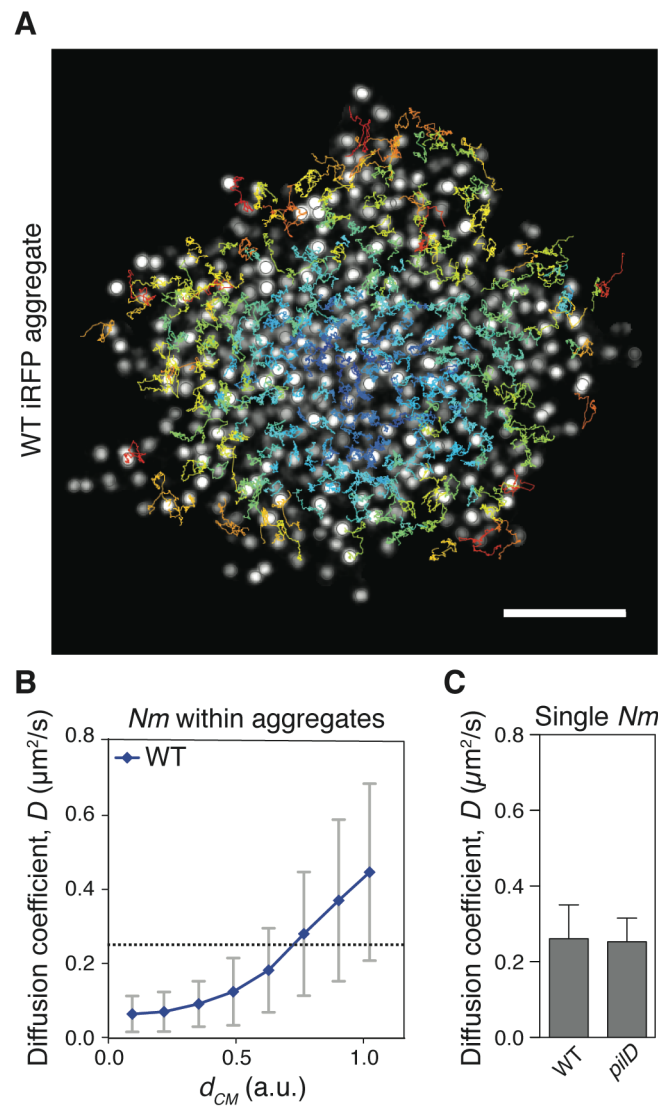 A
WT iRFP aggregate
B
Nm within aggregates
WT
Diffusion coefficient, D (μm²/s)
0.8
0.6
0.4
0.2
0.0
0.0 0.5 1.0
d_CM (a.u.)
C
Single Nm
Diffusion coefficient, D (μm²/s)
0.8
0.6
0.4
0.2
0.0
WT pilD